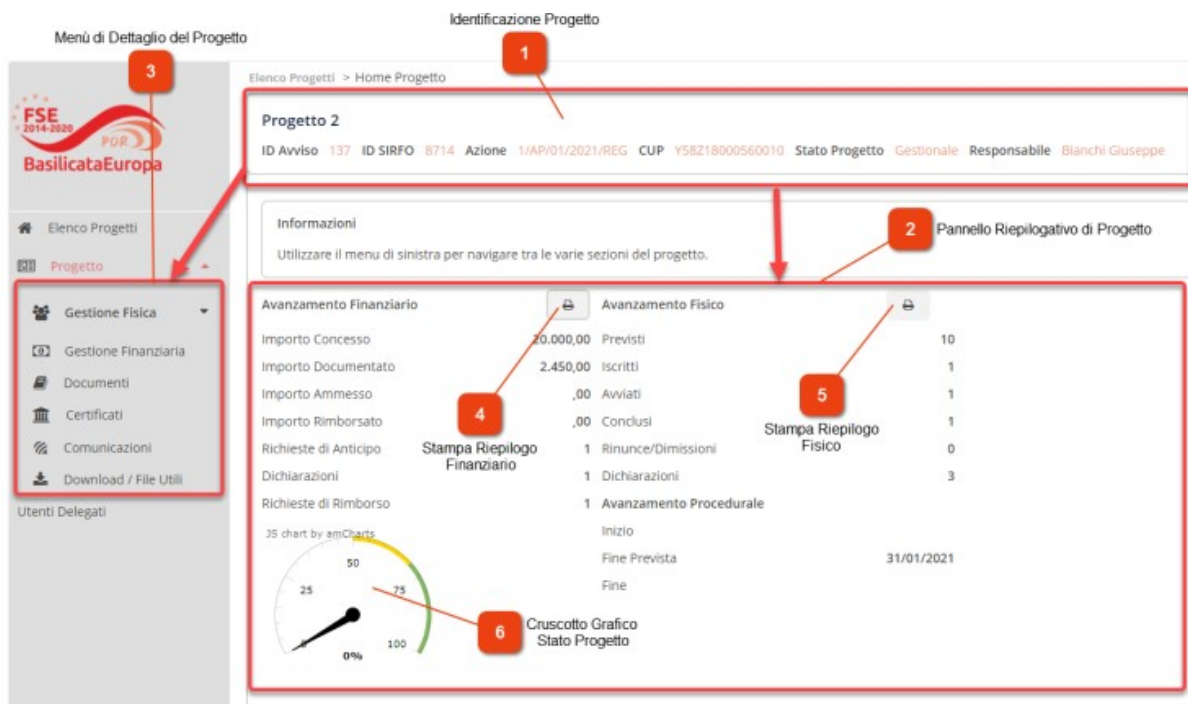 Identificazione Progetto
1
Menù di Dettaglio del Progetto
3
FSE
2014-2020
POR
BasilicataEuropa
Elenco Progetti > Home Progetto
Progetto 2
ID Avviso 137 ID SIRFO 8714 Azione 1/AP/01/2021/REG CUP Y58Z18000560010 Stato Progetto Gestionale Responsabile Bianchi Giuseppe
Elenco Progetti
Progetto
Gestione Fisica
Gestione Finanziaria
Documenti
Certificati
Comunicazioni
Download / File Utili
Utenti Delegati
Informazioni
Utilizzare il menu di sinistra per navigare tra le varie sezioni del progetto.
2
Pannello Riepilogativo di Progetto
Avanzamento Finanziario
Importo Concesso 20.000,00
Importo Documentato 2.450,00
Importo Ammesso ,00
Importo Rimborsato ,00
Richieste di Anticipo 1
Dichiarazioni 1
Richieste di Rimborso 1
4
Stampa Riepilogo
Finanziario
Avanzamento Fisico
Previsti 10
Iscritti 1
Avviati 1
Conclusi 1
Rinunce/Dimissioni 0
Dichiarazioni 3
5
Stampa Riepilogo
Fisico
Avanzamento Procedurale
Inizio
Fine Prevista 31/01/2021
Fine
JS chart by amCharts
0
25
50
75
100
0%
6
Cruscotto Grafico
Stato Progetto